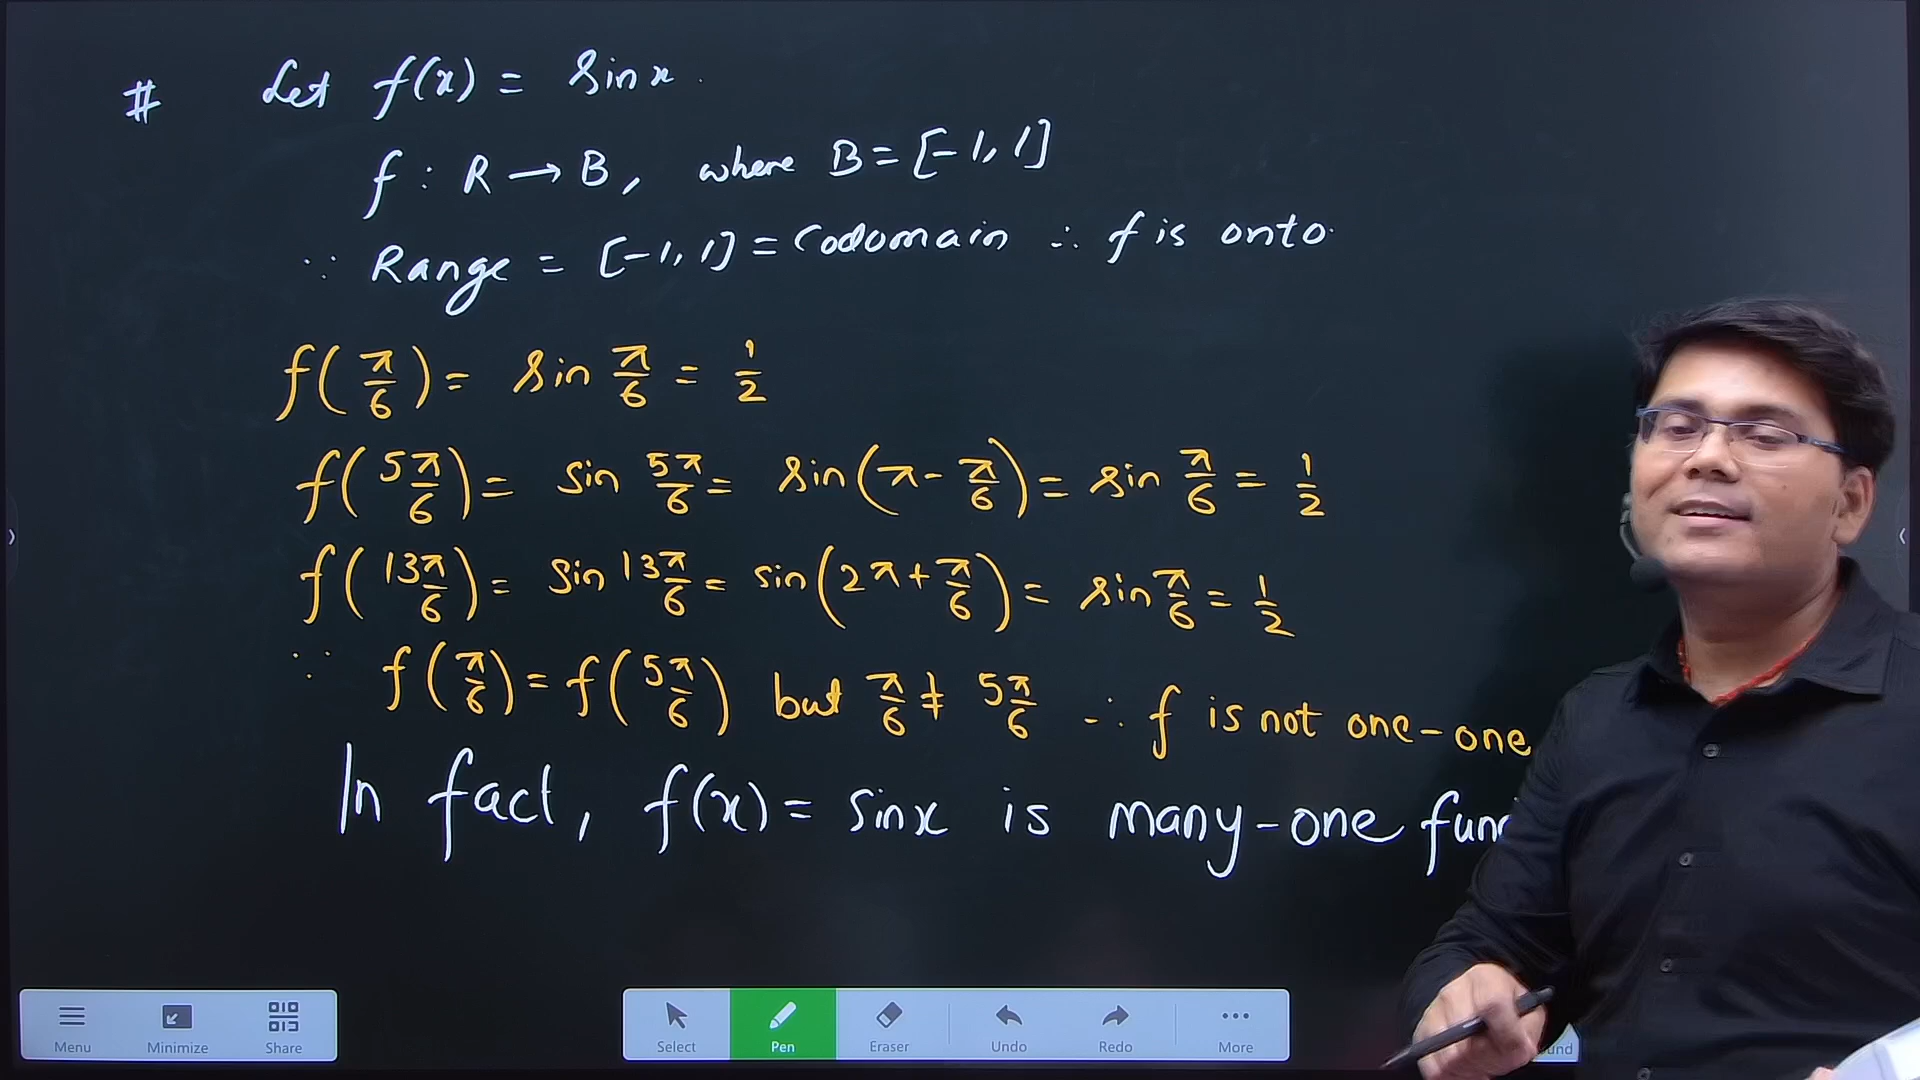 # Let f(x) = sinx.
f : R → B, where B = [-1, 1]
∵ Range = [-1, 1] = Codomain ∴ f is onto.
f(π/6) = sin π/6 = 1/2
f(5π/6) = sin 5π/6 = sin(π - π/6) = sin π/6 = 1/2
f(13π/6) = sin 13π/6 = sin(2π + π/6) = sin π/6 = 1/2
∵ f(π/6) = f(5π/6) but π/6 ≠ 5π/6 ∴ f is not one-one
In fact, f(x) = sinx is many-one
Menu Minimize Share Select Pen Eraser Undo Redo More